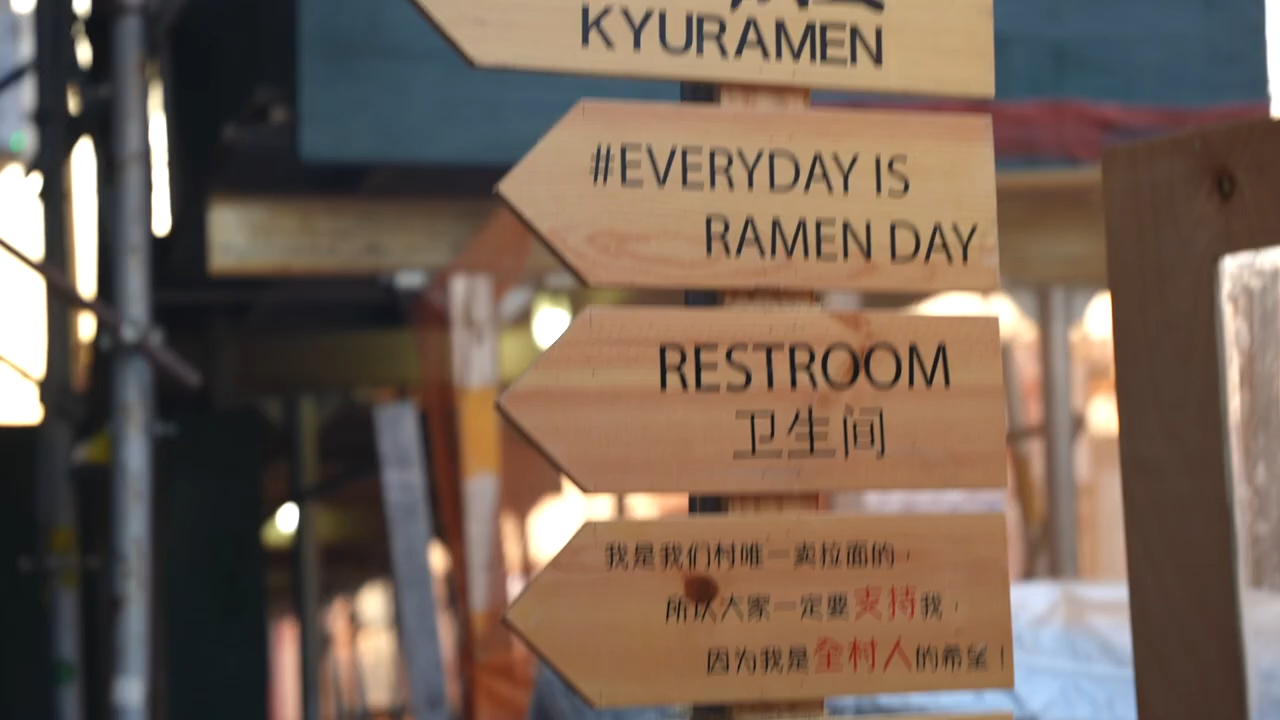 KYURAMEN
#EVERYDAY IS
RAMEN DAY
RESTROOM
卫生间
我是我们村唯一卖拉面的，
所以大家一定要支持我，
因为我是全村人的希望！